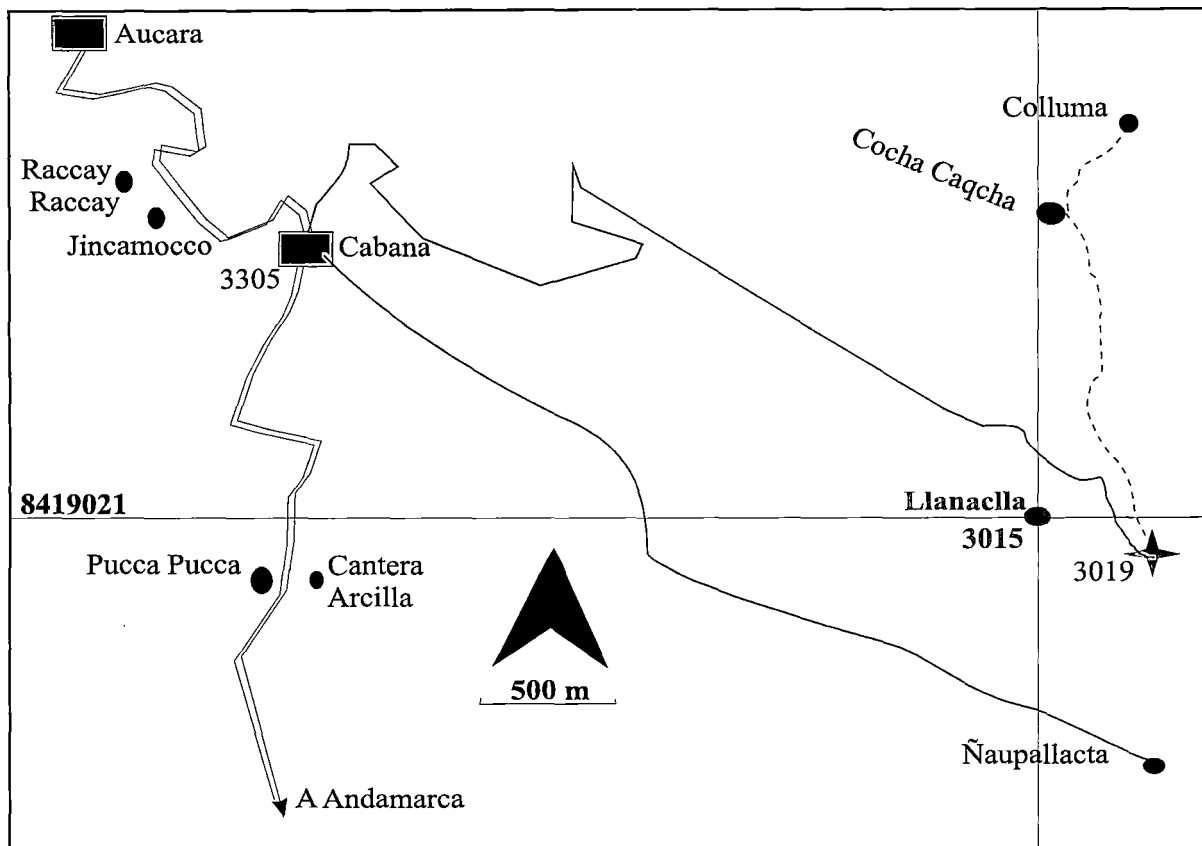 Aucara
Colluma
Cocha Caqcha
Raccay
Raccay
Jincamocco
Cabana
3305
8419021
Llanaclla
3015
Pucca Pucca
Cantera
Arcilla
3019
500 m
Ñaupallacta
A Andamarca